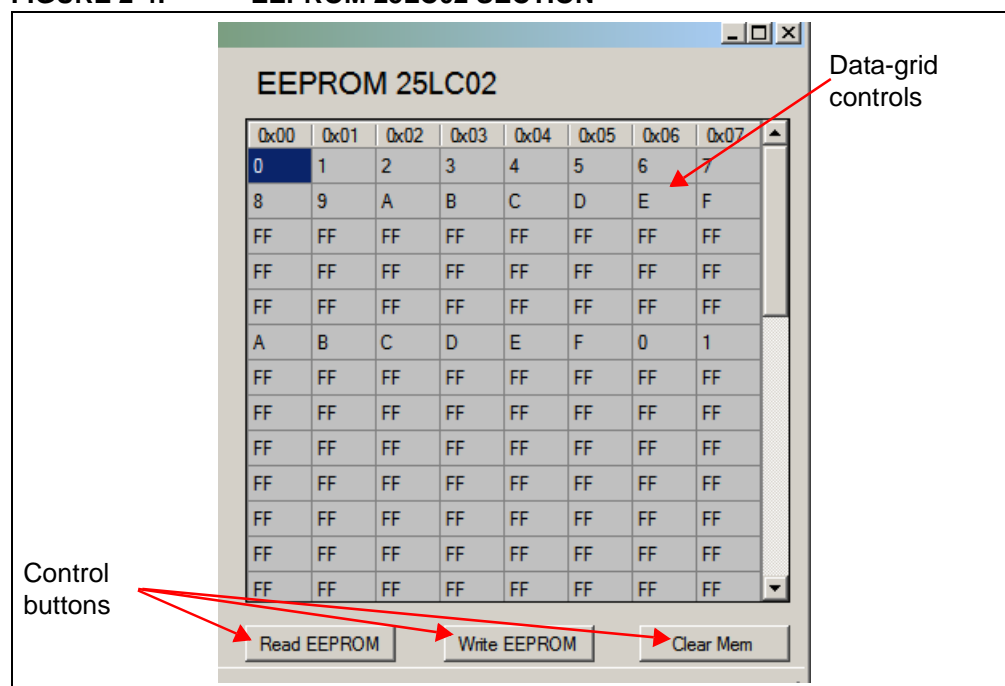 EEPROM 25LC02
Data-grid
controls
0x00 0x01 0x02 0x03 0x04 0x05 0x06 0x07
0 1 2 3 4 5 6 7
8 9 A B C D E F
FF FF FF FF FF FF FF FF
FF FF FF FF FF FF FF FF
FF FF FF FF FF FF FF FF
A B C D E F 0 1
FF FF FF FF FF FF FF FF
FF FF FF FF FF FF FF FF
FF FF FF FF FF FF FF FF
FF FF FF FF FF FF FF FF
FF FF FF FF FF FF FF FF
FF FF FF FF FF FF FF FF
FF FF FF FF FF FF FF FF
Control
buttons
Read EEPROM Write EEPROM Clear Mem